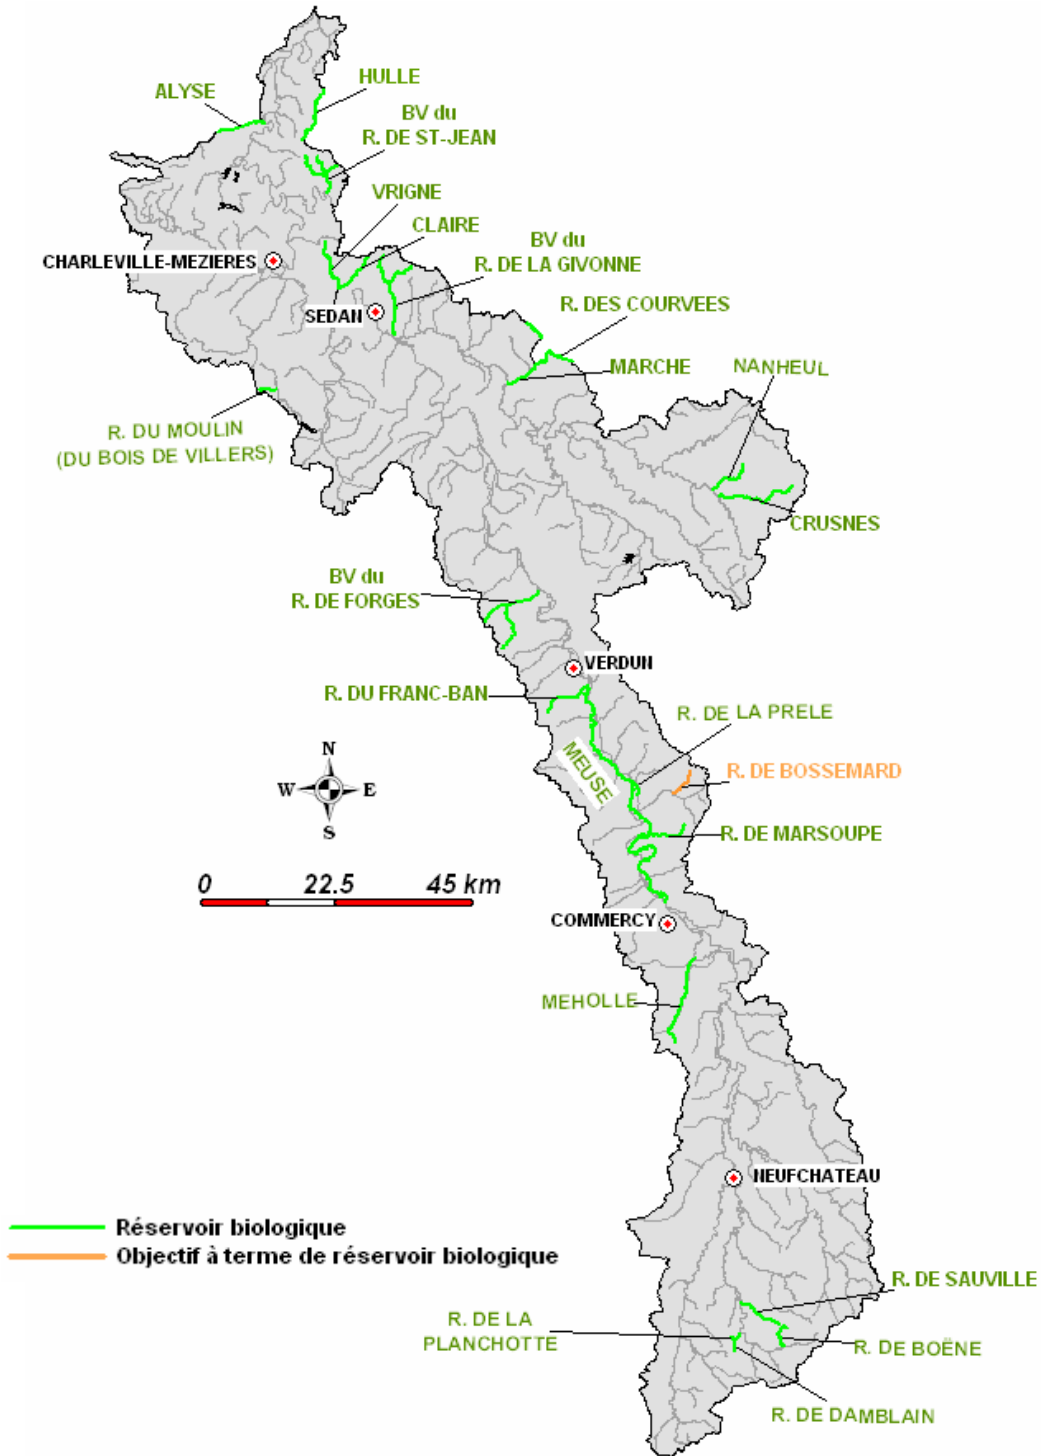 HULLE
ALYSE
BV du
R. DE ST-JEAN
VRIGNE
CLAIRE
BV du
R. DE LA GIVONNE
CHARLEVILLE-MEZIERES
SEDAN
R. DES COURVEES
MARCHE
NANHEUL
R. DU MOULIN
(DU BOIS DE VILLERS)
CRUSNES
BV du
R. DE FORGES
VERDUN
R. DU FRANC-BAN
R. DE LA PRELE
MEUSE
R. DE BOSSEMARD
N
W
E
S
R. DE MARSOUPE
0 22.5 45 km
COMMERCY
MEHOLLE
NEUFCHATEAU
Réservoir biologique
Objectif à terme de réservoir biologique
R. DE SAUVILLE
R. DE LA
PLANCHOTTE
R. DE BOËNE
R. DE DAMBLAIN